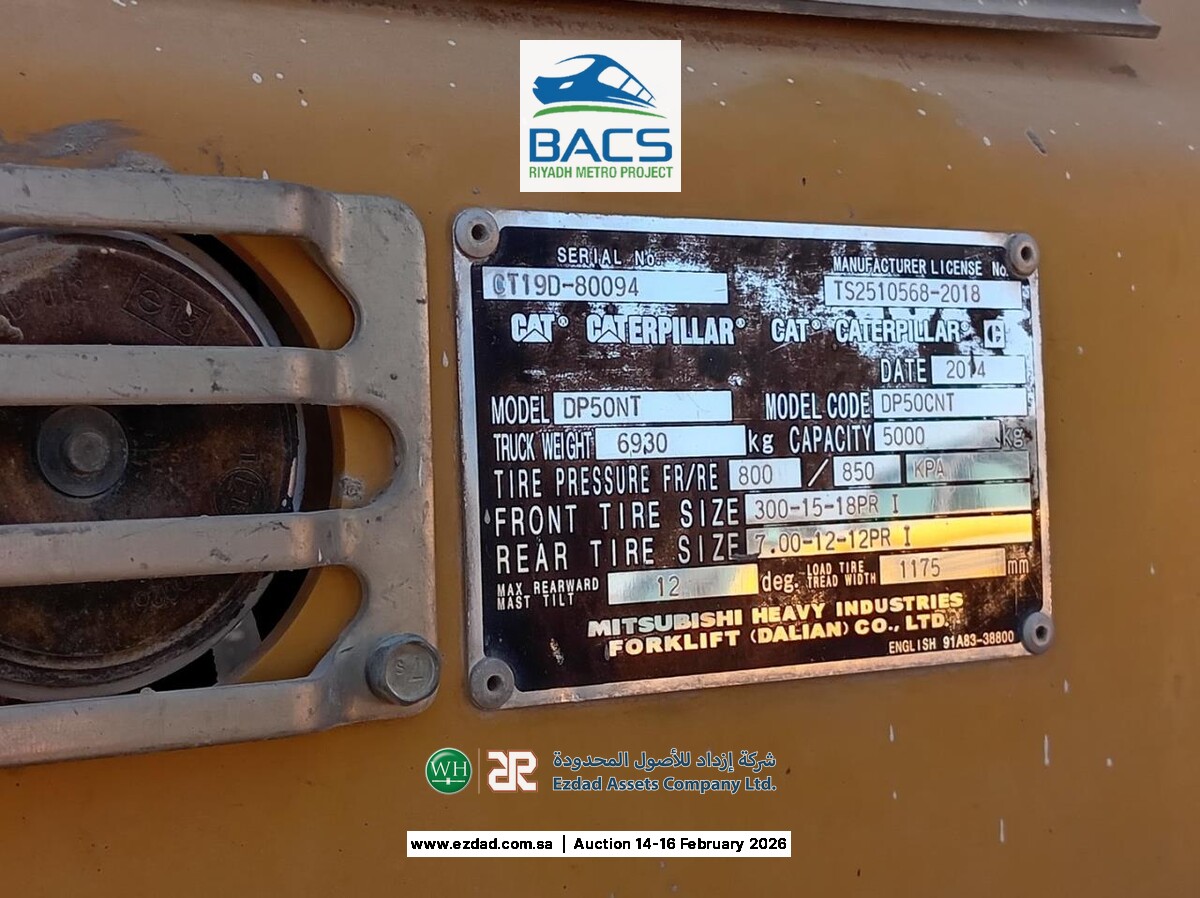 BACS
RIYADH METRO PROJECT
SERIAL No.
CT19D-80094
MANUFACTURER LICENSE No.
TS2510568-2018
CAT® CATERPILLAR® CAT® CATERPILLAR®
DATE 2014
MODEL DP50NT MODEL CODE DP50CNT
TRUCK WEIGHT 6930 kg CAPACITY 5000 kg
TIRE PRESSURE FR/RE 800 / 850 KPA
FRONT TIRE SIZE 300-15-18PR I
REAR TIRE SIZE 7.00-12-12PR I
MAX REARWARD MAST TILT 12 deg. LOAD TIRE TREAD WIDTH 1175 mm
MITSUBISHI HEAVY INDUSTRIES
FORKLIFT (DALIAN) CO., LTD.
ENGLISH 91A83-38800
WH
شركة إزداد للأصول المحدودة
Ezdad Assets Company Ltd.
www.ezdad.com.sa | Auction 14-16 February 2026